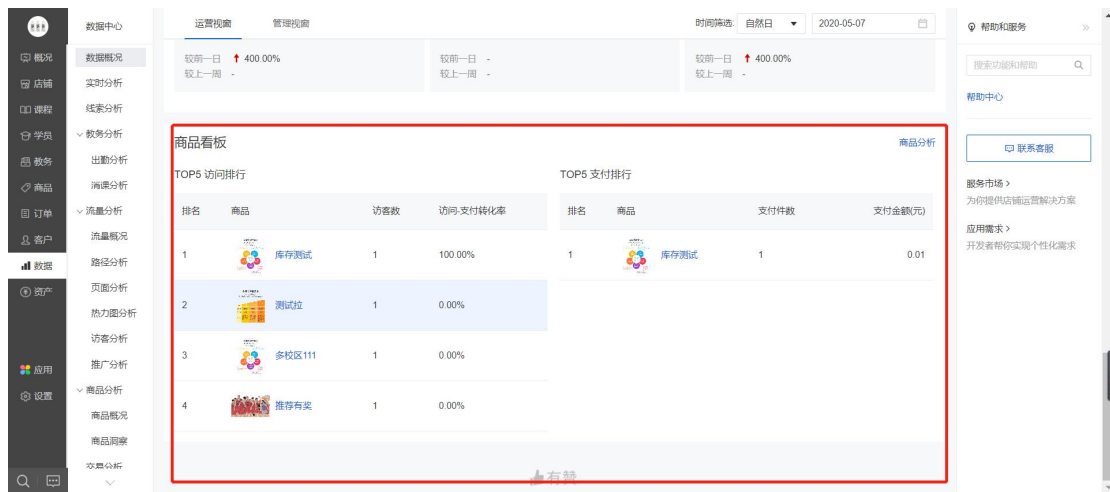 数据中心
运营视窗
管理视窗
时间筛选:
自然日
2020-05-07
帮助和服务
概况
店铺
课程
学员
教务
商品
订单
客户
数据
资产
应用
设置
数据概况
实时分析
线索分析
教务分析
出勤分析
消课分析
流量分析
流量概况
路径分析
页面分析
热力图分析
访客分析
推广分析
商品分析
商品概况
商品洞察
交易分析
较前一日 400.00%
较上一周 -
较前一日 -
较上一周 -
较前一日 400.00%
较上一周 -
商品看板
商品分析
TOP5 访问排行
排名 商品 访客数 访问-支付转化率
1 库存测试 1 100.00%
2 测试拉 1 0.00%
3 多校区111 1 0.00%
4 推荐有奖 1 0.00%
TOP5 支付排行
排名 商品 支付件数 支付金额(元)
1 库存测试 1 0.01
有赞
搜索功能和帮助
帮助中心
联系客服
服务市场 >
为你提供店铺运营解决方案
应用需求 >
开发者帮你实现个性化需求